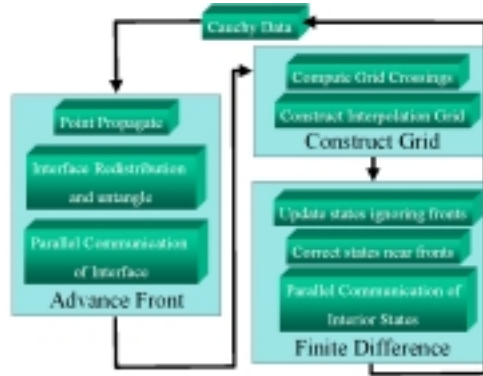 Cauchy Data
Point Propagate
Interface Redistribution
and untangle
Parallel Communication
of Interface
Advance Front
Compute Grid Crossings
Construct Interpolation Grid
Construct Grid
Update states ignoring fronts
Correct states near fronts
Parallel Communication of
Interior States
Finite Difference